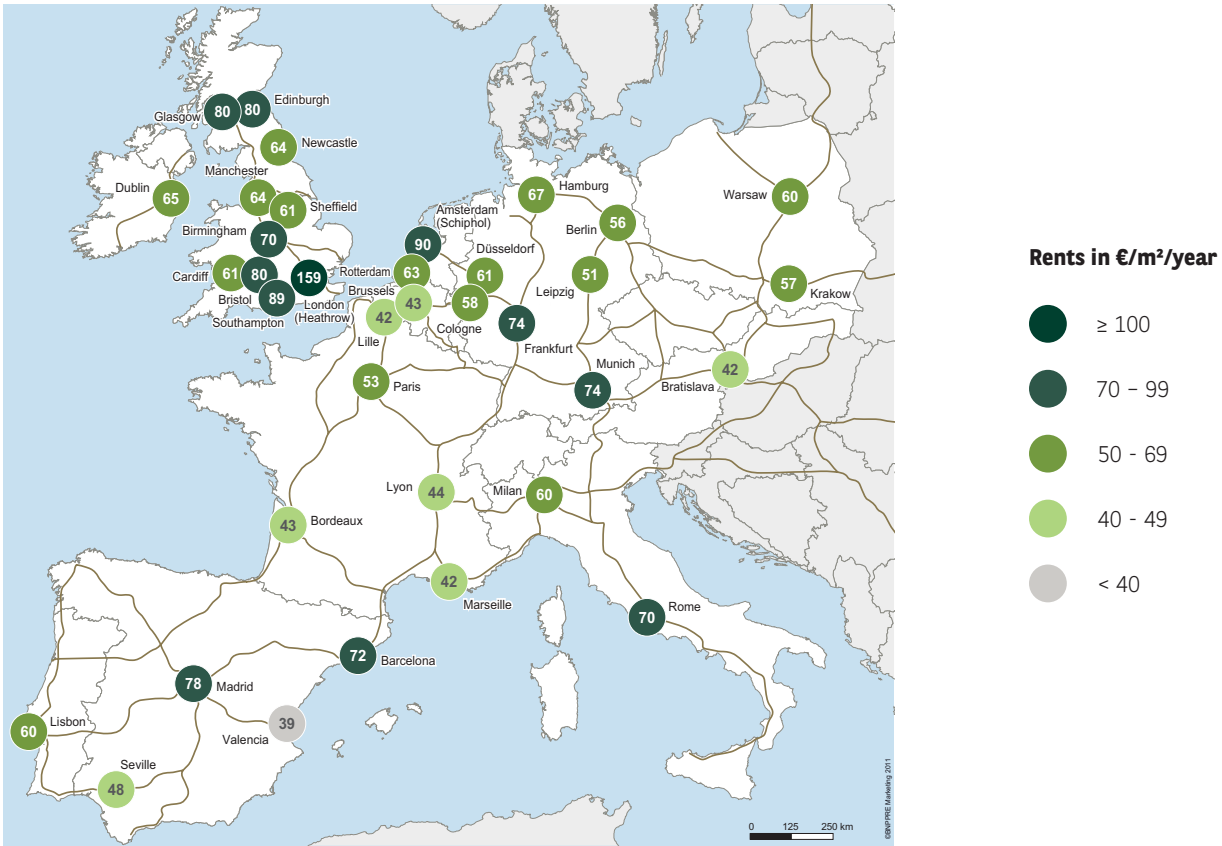 80
80
Edinburgh
Glasgow
64
Newcastle
Manchester
Dublin
65
64
61
Sheffield
Birmingham
70
Cardiff
61
80
159
Bristol
89
London
(Heathrow)
Southampton
Amsterdam
(Schiphol)
90
Rotterdam
63
Brussels
43
42
Lille
Düsseldorf
61
58
Cologne
67
Hamburg
Berlin
56
51
Leipzig
74
Frankfurt
Munich
74
Warsaw
60
57
Krakow
Bratislava
42
53
Paris
Lyon
44
Milan
60
43
Bordeaux
42
Marseille
70
Rome
72
Barcelona
78
Madrid
39
Valencia
60
Lisbon
Seville
48
0 125 250 km
©BNPPRE Marketing 2011
Rents in €/m²/year
≥ 100
70 – 99
50 - 69
40 - 49
< 40